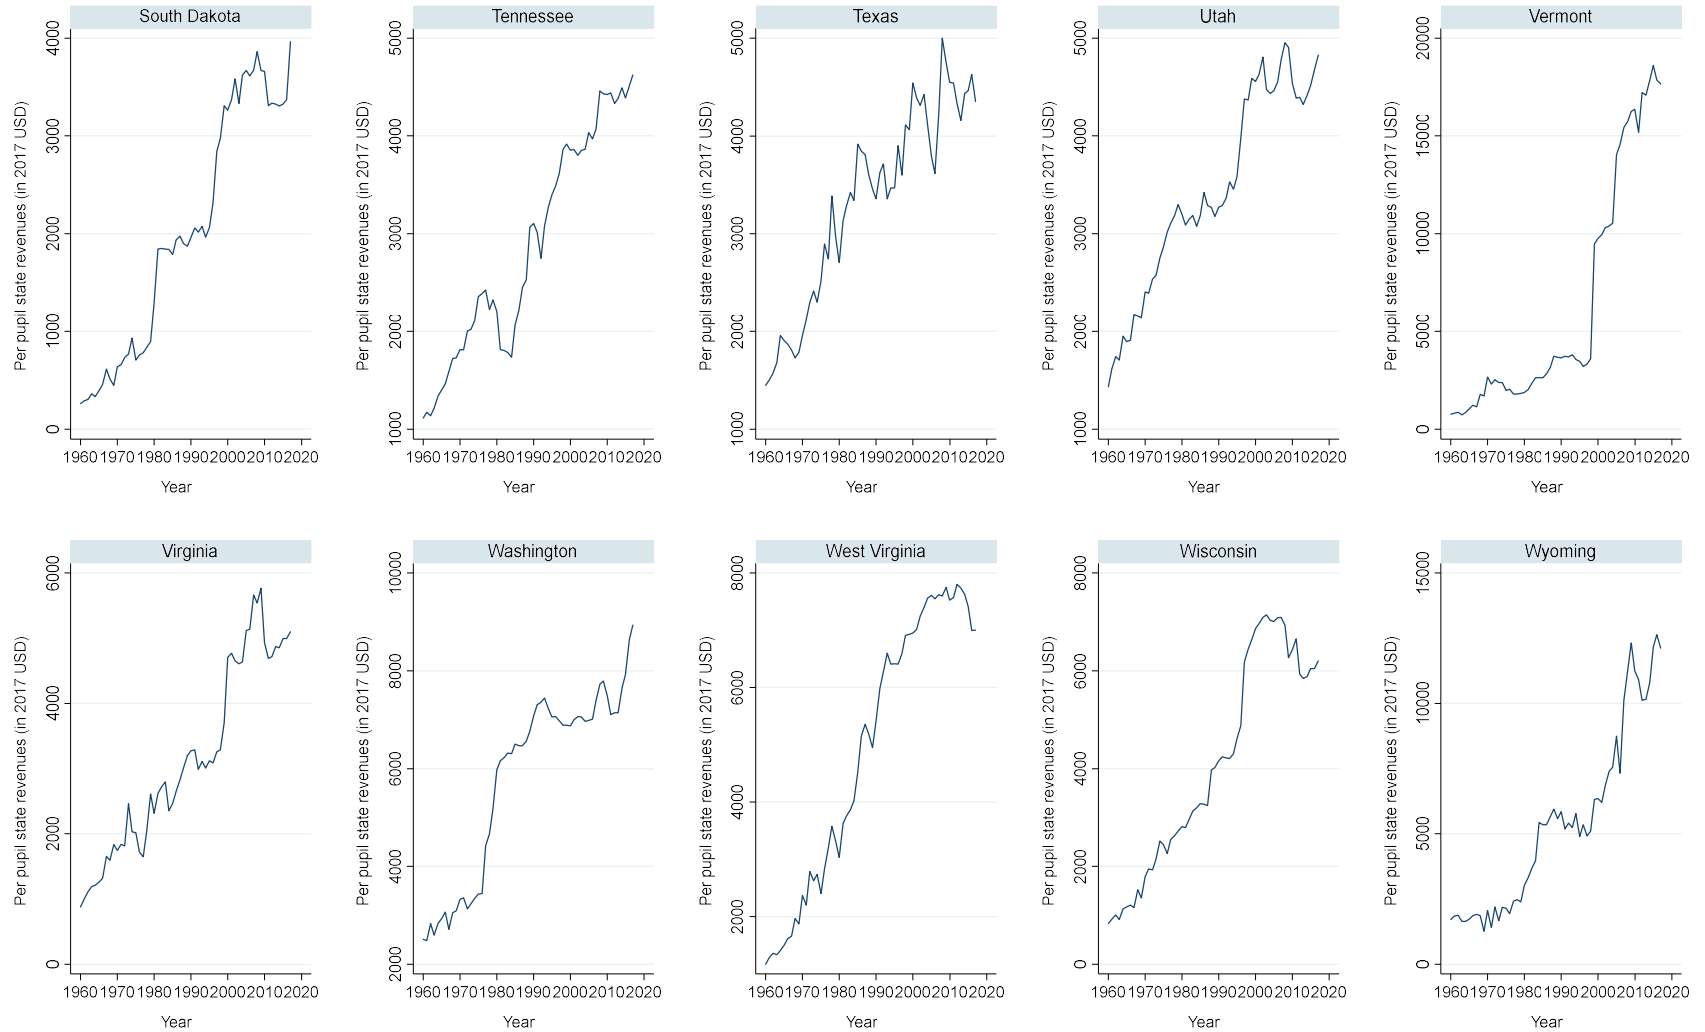 South Dakota
Per pupil state revenues (in 2017 USD)
4000
3000
2000
1000
0
1960 1970 1980 1990 2000 2010 2020
Year
Tennessee
Per pupil state revenues (in 2017 USD)
5000
4000
3000
2000
1000
1960 1970 1980 1990 2000 2010 2020
Year
Texas
Per pupil state revenues (in 2017 USD)
5000
4000
3000
2000
1000
1960 1970 1980 1990 2000 2010 2020
Year
Utah
Per pupil state revenues (in 2017 USD)
5000
4000
3000
2000
1000
1960 1970 1980 1990 2000 2010 2020
Year
Vermont
Per pupil state revenues (in 2017 USD)
20000
15000
10000
5000
0
1960 1970 1980 1990 2000 2010 2020
Year
Virginia
Per pupil state revenues (in 2017 USD)
6000
4000
2000
0
1960 1970 1980 1990 2000 2010 2020
Year
Washington
Per pupil state revenues (in 2017 USD)
10000
8000
6000
4000
2000
1960 1970 1980 1990 2000 2010 2020
Year
West Virginia
Per pupil state revenues (in 2017 USD)
8000
6000
4000
2000
1960 1970 1980 1990 2000 2010 2020
Year
Wisconsin
Per pupil state revenues (in 2017 USD)
8000
6000
4000
2000
0
1960 1970 1980 1990 2000 2010 2020
Year
Wyoming
Per pupil state revenues (in 2017 USD)
15000
10000
5000
0
1960 1970 1980 1990 2000 2010 2020
Year